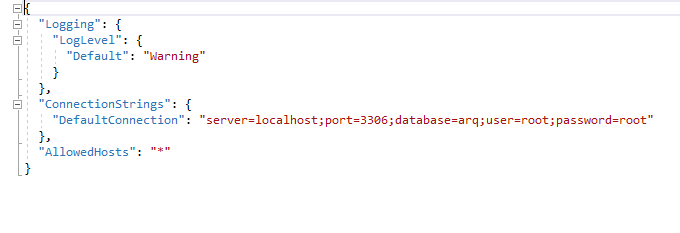 {
"Logging": {
"LogLevel": {
"Default": "Warning"
}
},
"ConnectionStrings": {
"DefaultConnection": "server=localhost;port=3306;database=arq;user=root;password=root"
},
"AllowedHosts": "*"
}